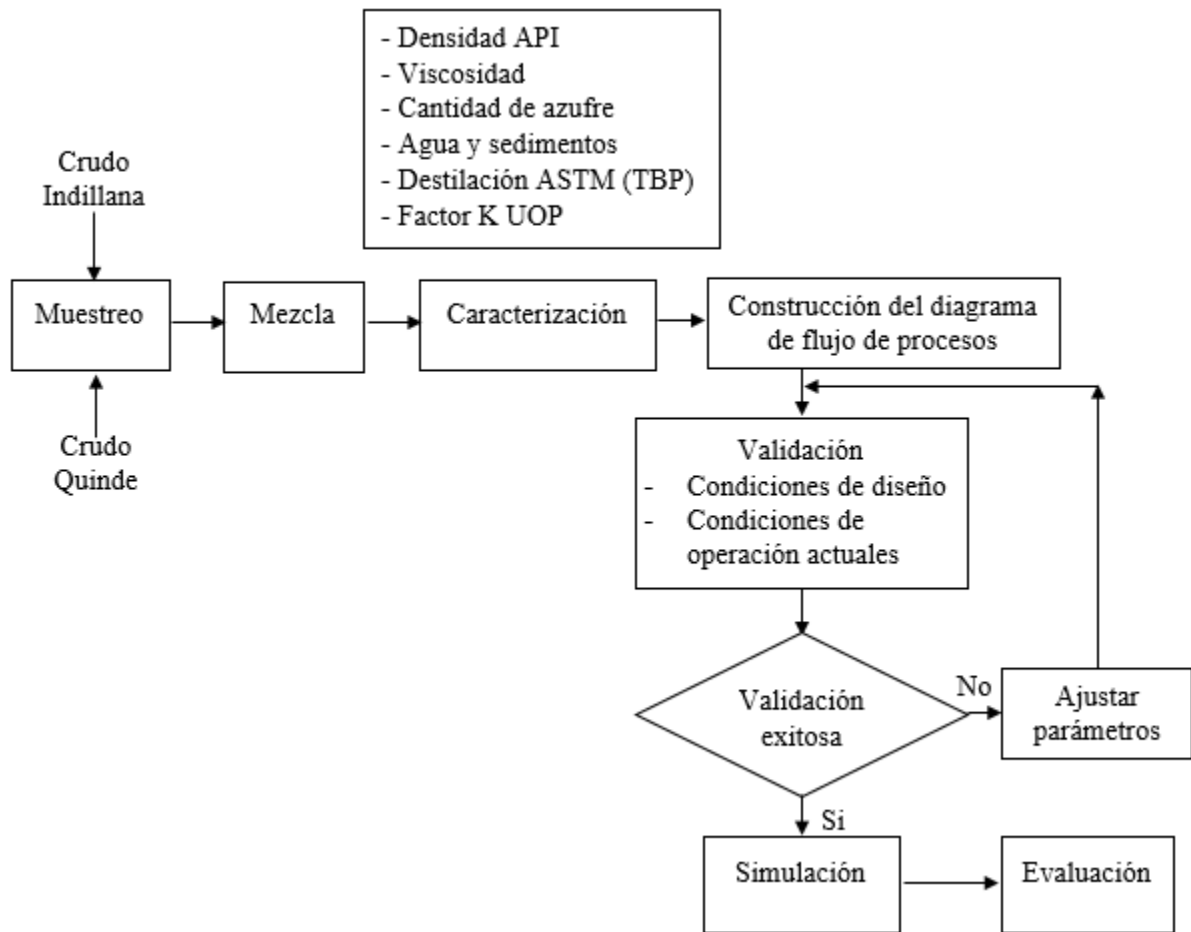 - Densidad API
- Viscosidad
- Cantidad de azufre
- Agua y sedimentos
- Destilación ASTM (TBP)
- Factor K UOP
Crudo
Indillana
Muestreo
Mezcla
Caracterización
Construcción del diagrama
de flujo de procesos
Crudo
Quinde
Validación
- Condiciones de diseño
- Condiciones de
operación actuales
Validación
exitosa
No
Ajustar
parámetros
Si
Simulación
Evaluación